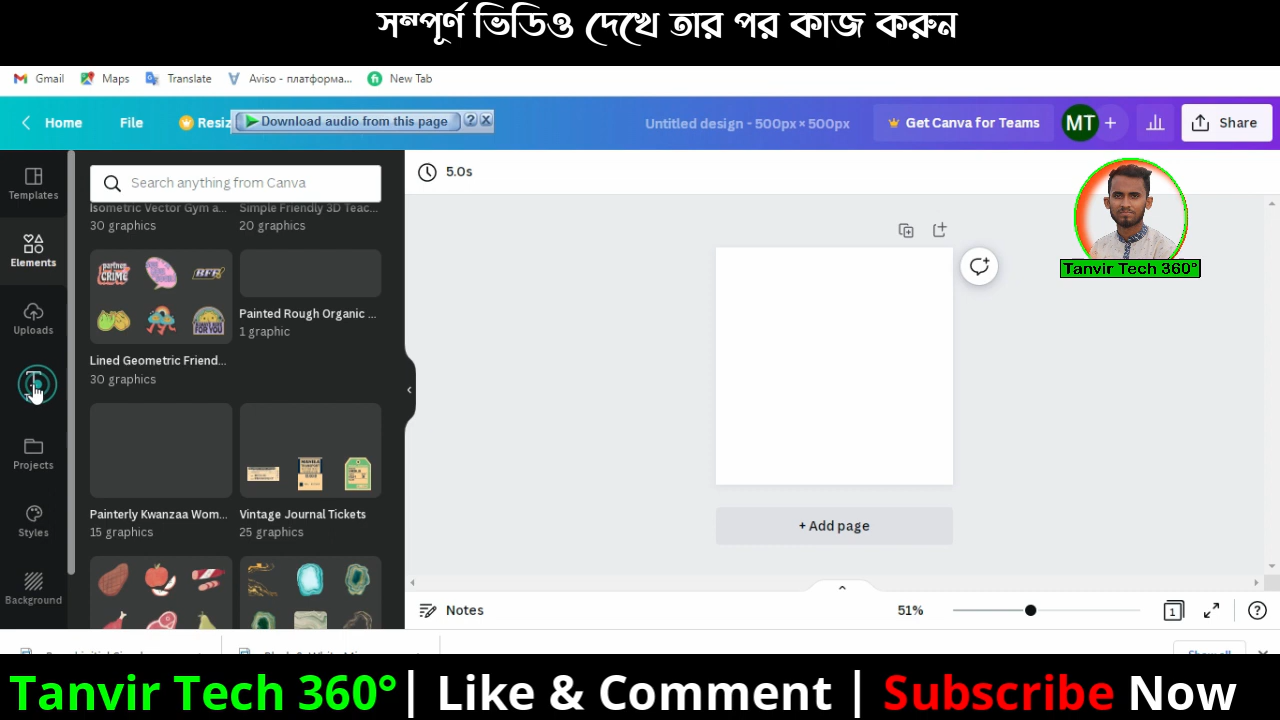 সম্পূর্ণ ভিডিও দেখে তার পর কাজ করুন
Gmail Maps Translate Aviso - платформа... New Tab
Home File Resiz Download audio from this page Untitled design - 500px × 500px Get Canva for Teams MT + Share
Templates
Elements
Uploads
Projects
Styles
Background
Search anything from Canva
Isometric Vector Gym a... Simple Friendly 3D Teac...
30 graphics 20 graphics
PARTNER CRIME BFF
Painted Rough Organic ...
1 graphic
Lined Geometric Friend...
30 graphics
Painterly Kwanzaa Wom... Vintage Journal Tickets
15 graphics 25 graphics
5.0s
Tanvir Tech 360°
+ Add page
Notes 51% 1
Tanvir Tech 360° | Like & Comment | Subscribe Now